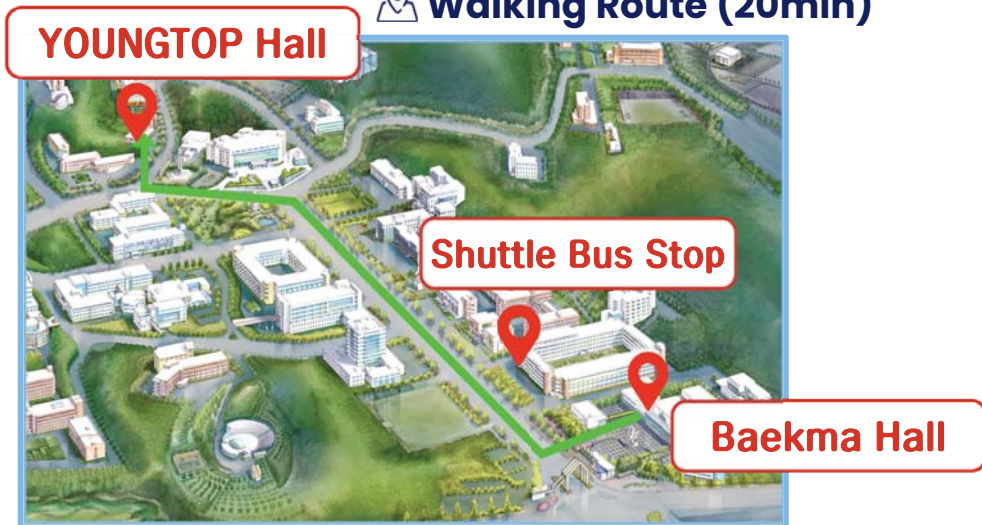 Walking Route (20min)
YOUNGTOP Hall
Shuttle Bus Stop
Baekma Hall